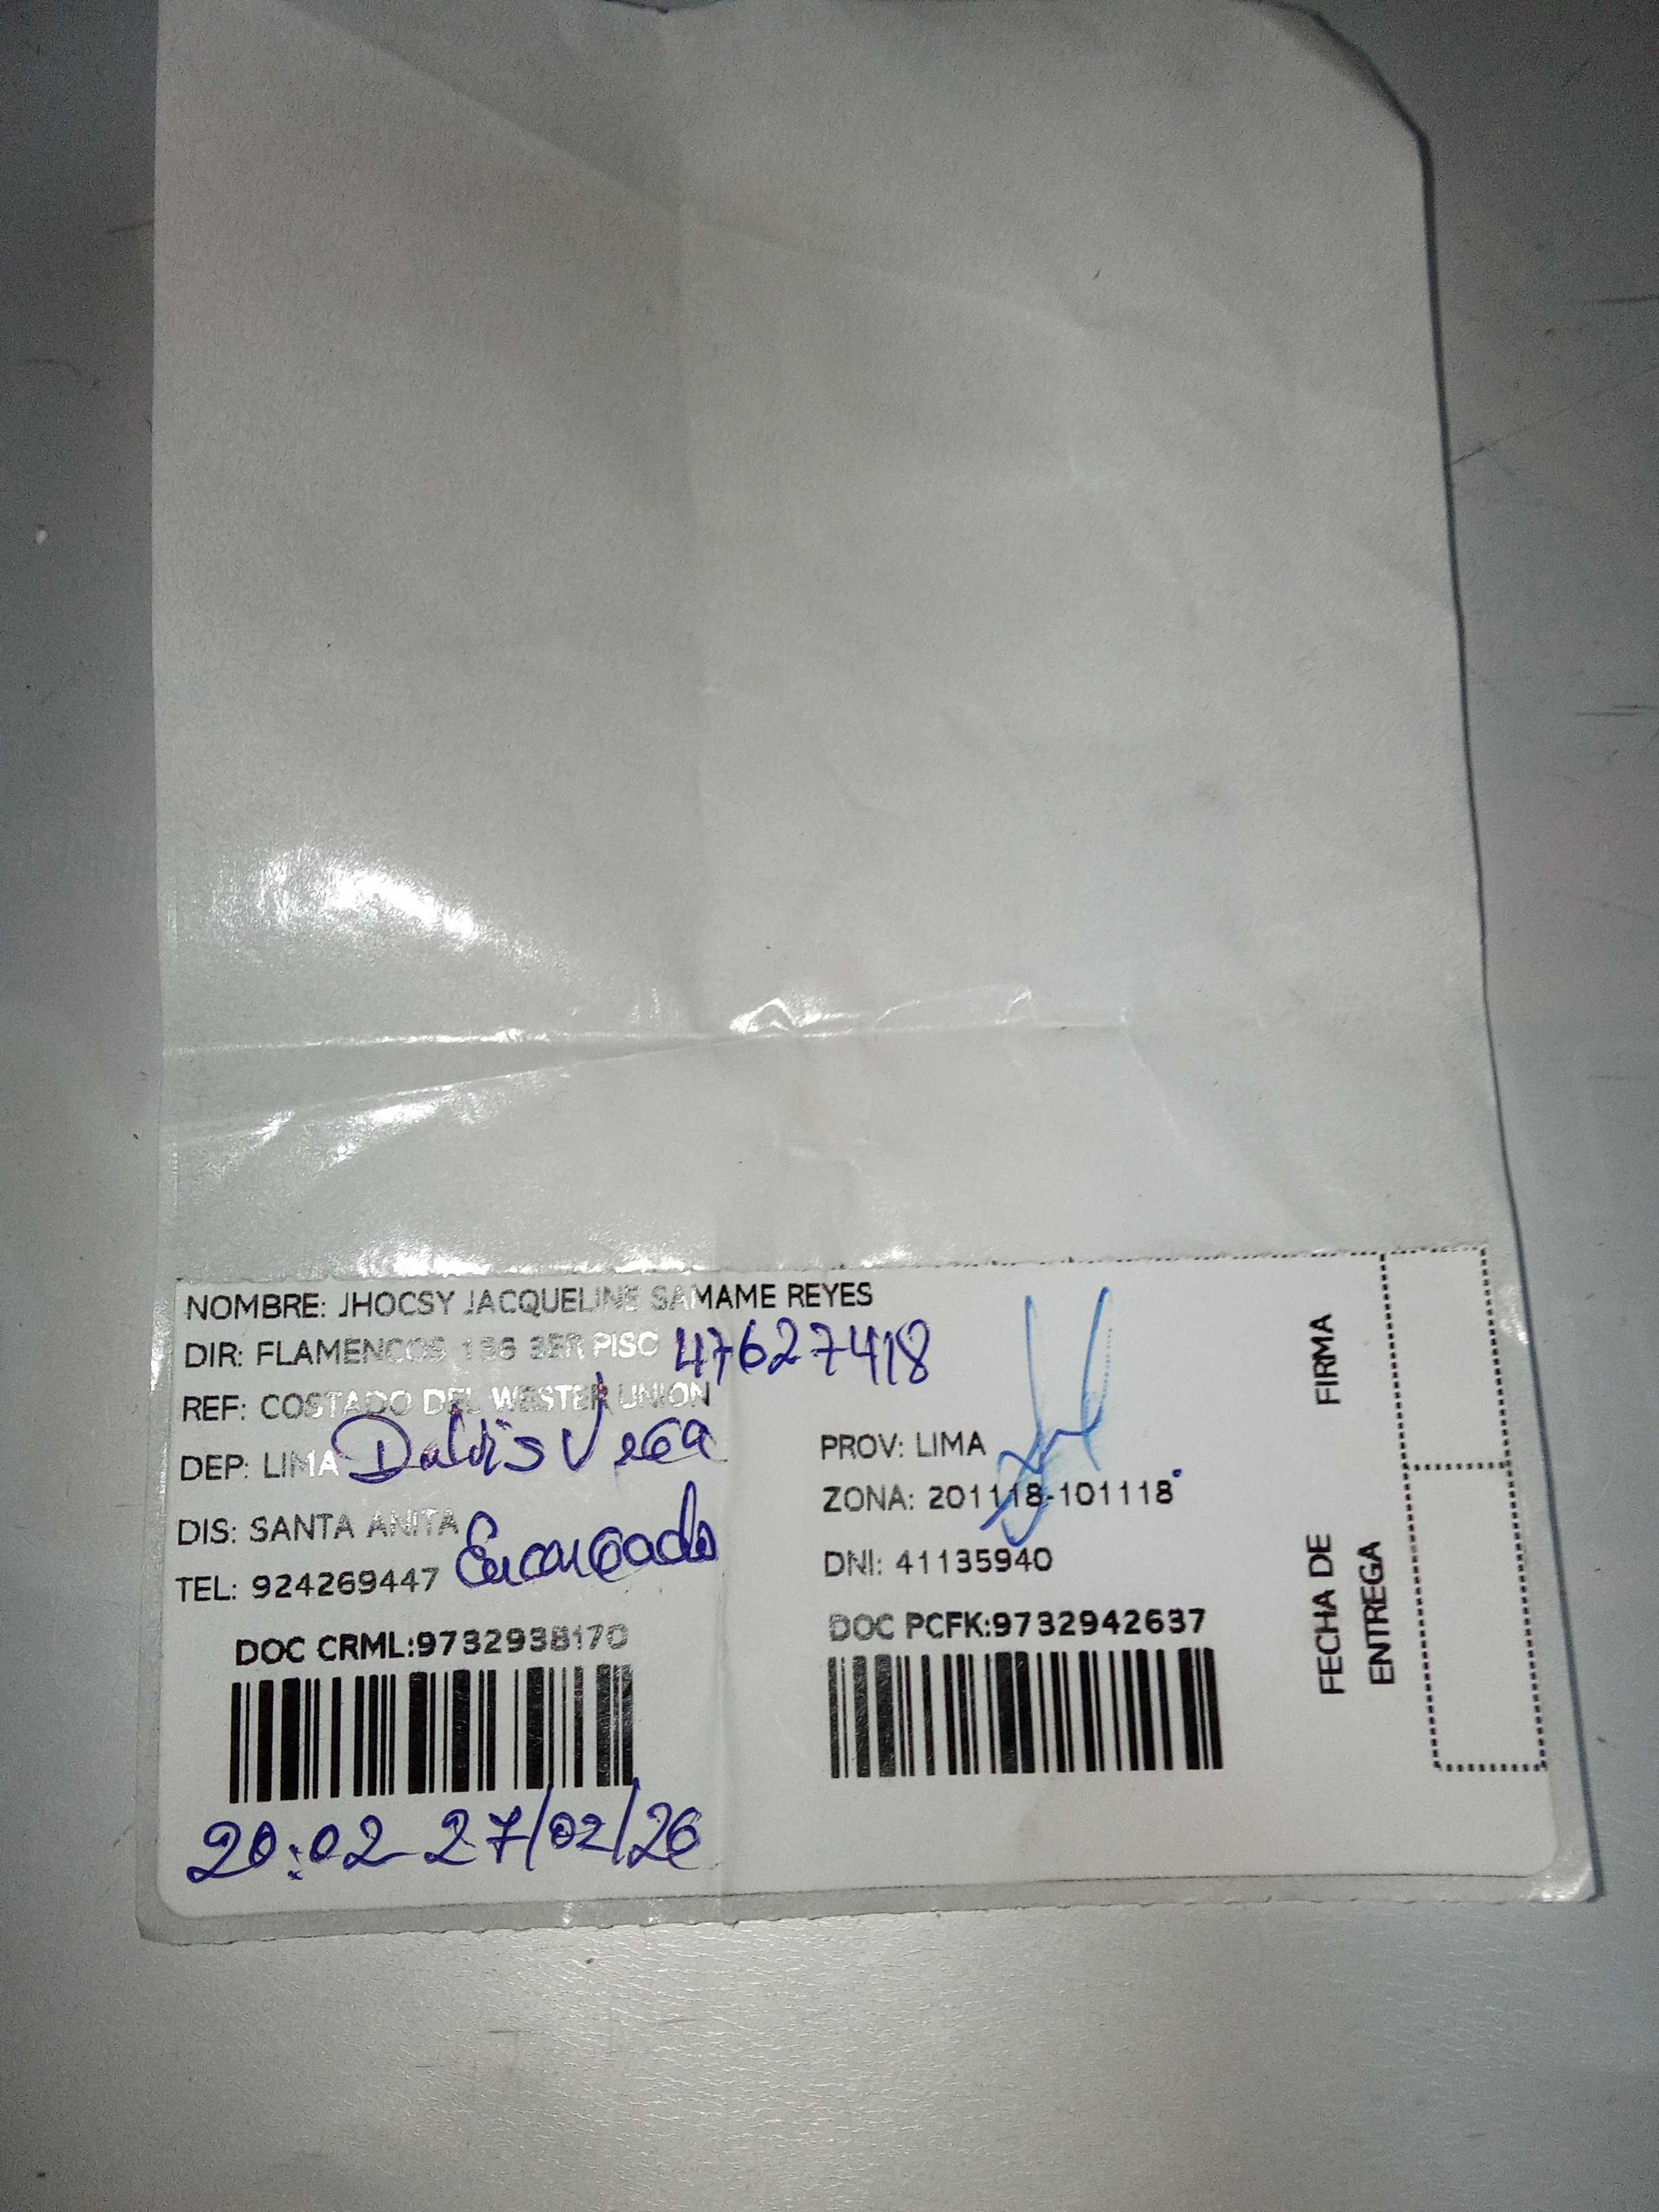 NOMBRE: JHOCSY JACQUELINE SAMAME REYES
DIR: FLAMENCOS 136 3ER PISO 47627418
REF: COSTADO DEL WESTER UNION
DEP: LIMA Dalvis Vega
PROV: LIMA
ZONA: 201118-101118
DIS: SANTA ANITA
TEL: 924269447 Encargado
DNI: 41135940
DOC CRML:9732938170
DOC PCFK:9732942637
20:02 27/02/26
FIRMA
FECHA DE
ENTREGA